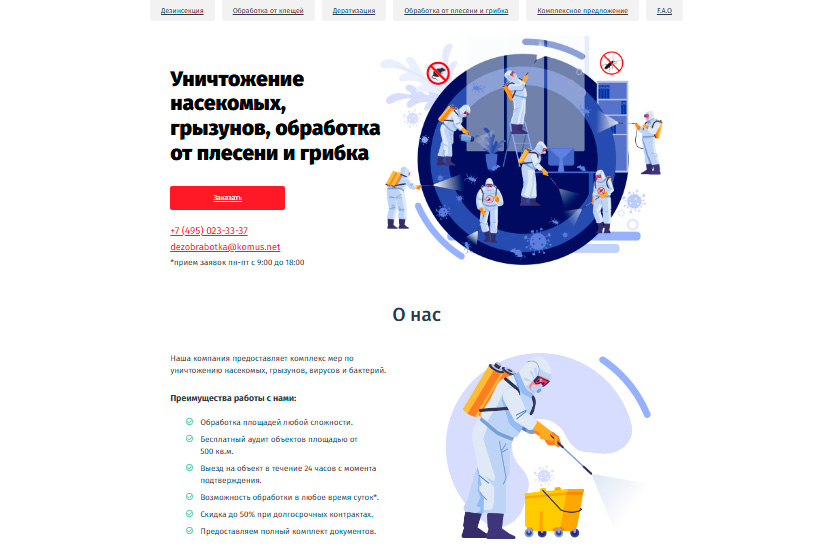 Дезинсекция
Обработка от клещей
Дератизация
Обработка от плесени и грибка
Комплексное предложение
F.A.Q
Уничтожение
насекомых,
грызунов, обработка
от плесени и грибка
Заказать
+7 (495) 023-33-37
dezobrabotka@komus.net
*прием заявок пн-пт с 9:00 до 18:00
О нас
Наша компания предоставляет комплекс мер по
уничтожению насекомых, грызунов, вирусов и бактерий.
Преимущества работы с нами:
Обработка площадей любой сложности.
Бесплатный аудит объектов площадью от
500 кв.м.
Выезд на объект в течение 24 часов с момента
подтверждения.
Возможность обработки в любое время суток*.
Скидка до 50% при долгосрочных контрактах.
Предоставляем полный комплект документов.